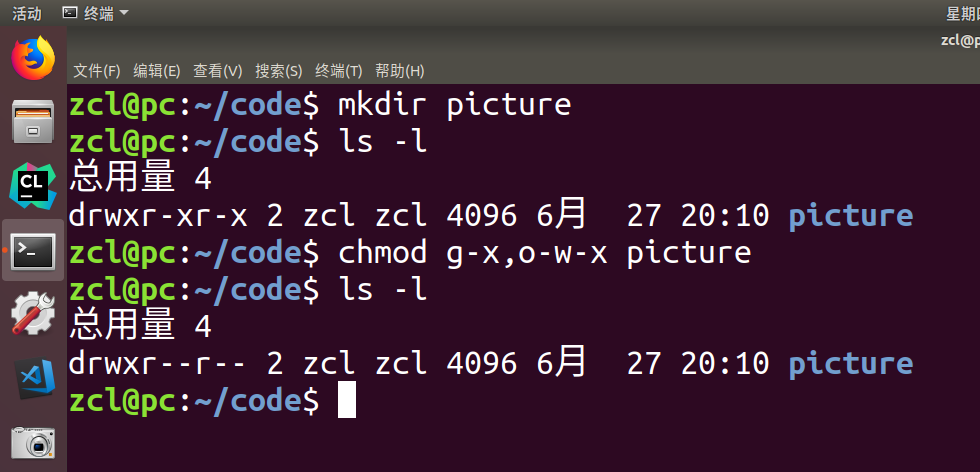 活动 终端 星期
zcl@p
文件(F) 编辑(E) 查看(V) 搜索(S) 终端(T) 帮助(H)
zcl@pc:~/code$ mkdir picture
zcl@pc:~/code$ ls -l
总用量 4
drwxr-xr-x 2 zcl zcl 4096 6月  27 20:10 picture
zcl@pc:~/code$ chmod g-x,o-w-x picture
zcl@pc:~/code$ ls -l
总用量 4
drwxr--r-- 2 zcl zcl 4096 6月  27 20:10 picture
zcl@pc:~/code$
CL
>_